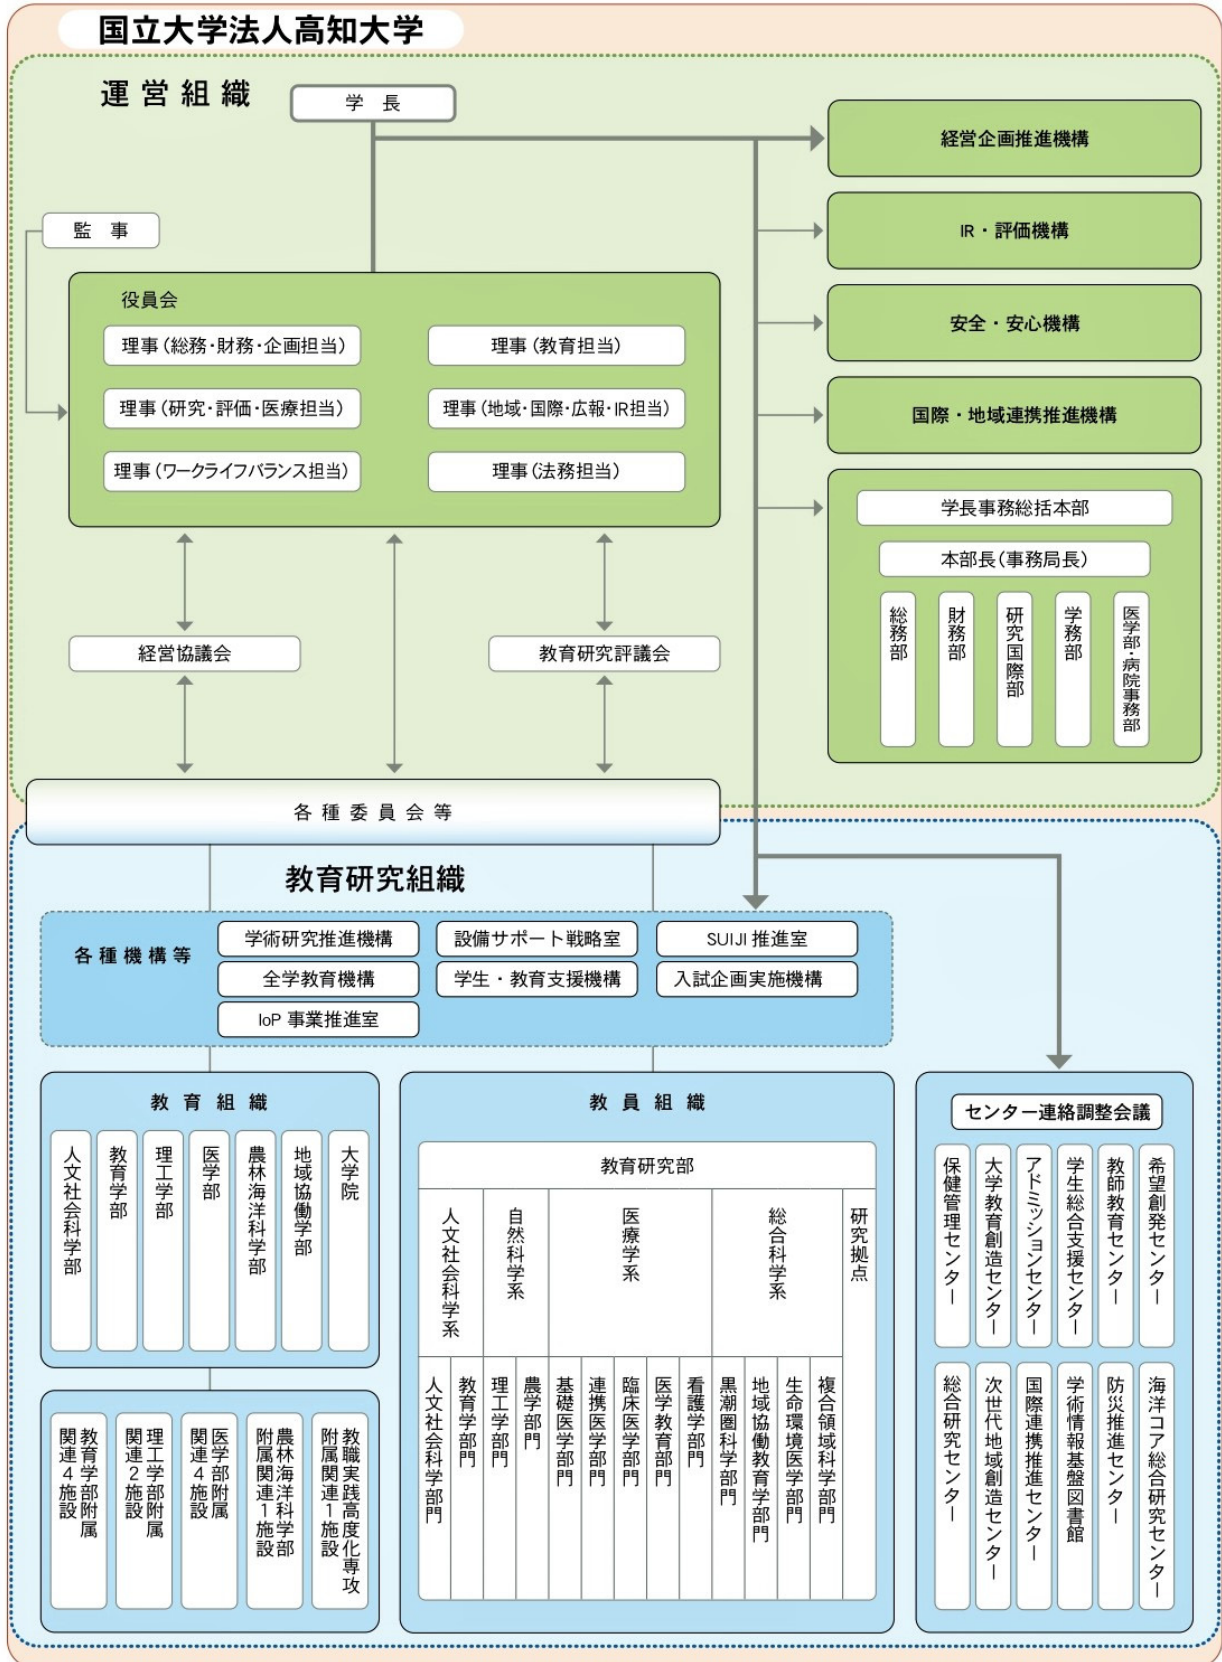 国立大学法人高知大学
運営組織
学 長
監 事
役員会
理事(総務・財務・企画担当)
理事(教育担当)
理事(研究・評価・医療担当)
理事(地域・国際・広報・IR担当)
理事(ワークライフバランス担当)
理事(法務担当)
経営協議会
教育研究評議会
各種委員会等
経営企画推進機構
IR・評価機構
安全・安心機構
国際・地域連携推進機構
学長事務総括本部
本部長(事務局長)
総務部
財務部
研究国際部
学務部
医学部・病院事務部
教育研究組織
各種機構等
学術研究推進機構
設備サポート戦略室
SUIJI 推進室
全学教育機構
学生・教育支援機構
入試企画実施機構
IoP 事業推進室
教育組織
人文社会科学部
教育学部
理工学部
医学部
農林海洋科学部
地域協働学部
大学院
教育学部附属
関連4施設
理工学部附属
関連2施設
医学部附属
関連4施設
農林海洋科学部
附属関連1施設
教職実践高度化専攻
附属関連1施設
教員組織
教育研究部
人文社会科学系
自然科学系
医療学系
総合科学系
研究拠点
人文社会科学部門
教育学部門
理工学部門
農学部門
基礎医学部門
連携医学部門
臨床医学部門
医学教育部門
看護学部門
黒潮圏科学部門
地域協働教育学部門
生命環境医学部門
複合領域科学部門
センター連絡調整会議
保健管理センター
大学教育創造センター
アドミッションセンター
学生総合支援センター
教師教育センター
希望創発センター
総合研究センター
次世代地域創造センター
国際連携推進センター
学術情報基盤図書館
防災推進センター
海洋コア総合研究センター